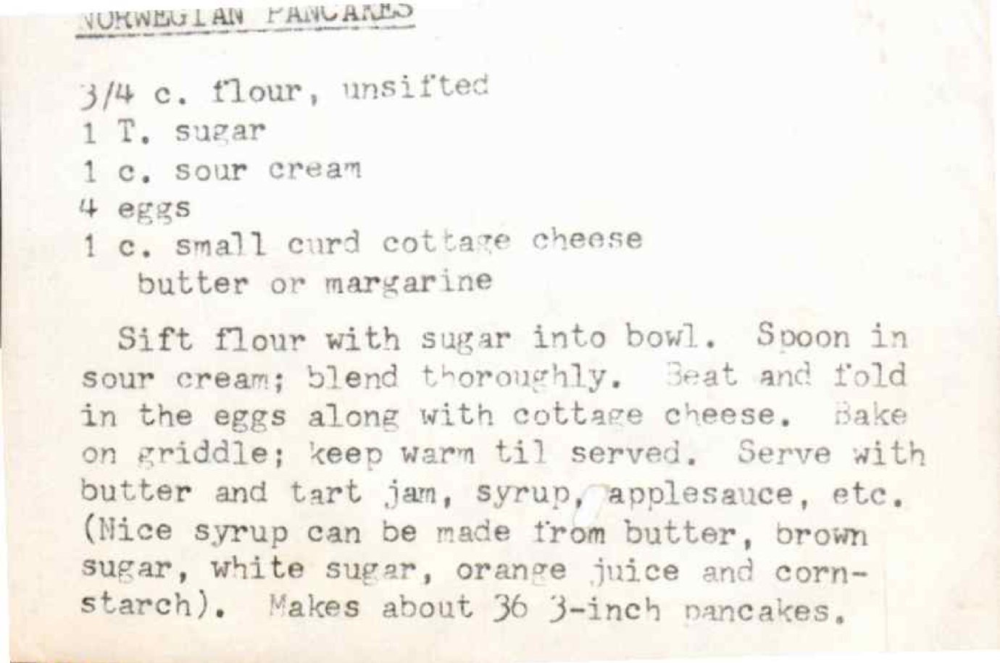 NORWEGIAN PANCAKES
3/4 c. flour, unsifted
1 T. sugar
1 c. sour cream
4 eggs
1 c. small curd cottage cheese
butter or margarine
Sift flour with sugar into bowl. Spoon in
sour cream; blend thoroughly. Beat and fold
in the eggs along with cottage cheese. Bake
on griddle; keep warm til served. Serve with
butter and tart jam, syrup, applesauce, etc.
(Nice syrup can be made from butter, brown
sugar, white sugar, orange juice and corn-
starch). Makes about 36 3-inch pancakes.